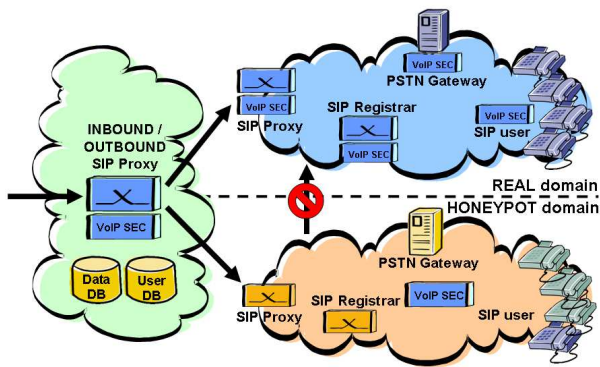 INBOUND /
OUTBOUND
SIP Proxy
VoIP SEC
Data
DB
User
DB
VoIP SEC
SIP Proxy
VoIP SEC
PSTN Gateway
SIP Registrar
VoIP SEC
VoIP SEC
SIP user
REAL domain
HONEYPOT domain
PSTN Gateway
SIP Proxy
SIP Registrar
VoIP SEC
SIP user